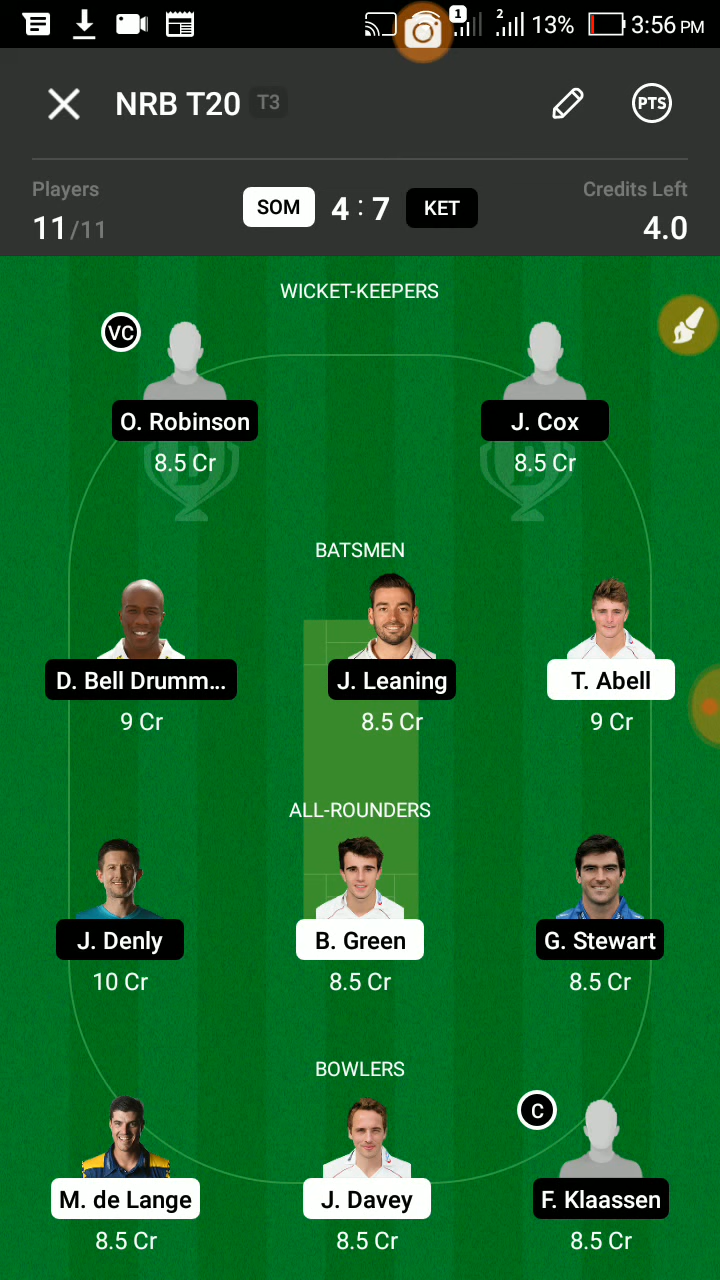 1 2 13% 3:56 PM
NRB T20 T3 PTS
Players Credits Left
11/11 SOM 4 : 7 KET 4.0
WICKET-KEEPERS
VC
O. Robinson J. Cox
8.5 Cr 8.5 Cr
BATSMEN
D. Bell Drumm... J. Leaning T. Abell
9 Cr 8.5 Cr 9 Cr
ALL-ROUNDERS
J. Denly B. Green G. Stewart
10 Cr 8.5 Cr 8.5 Cr
BOWLERS
C
M. de Lange J. Davey F. Klaassen
8.5 Cr 8.5 Cr 8.5 Cr